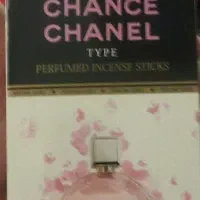 CHANCE
CHANEL
TYPE
PERFUMED INCENSE STICKS